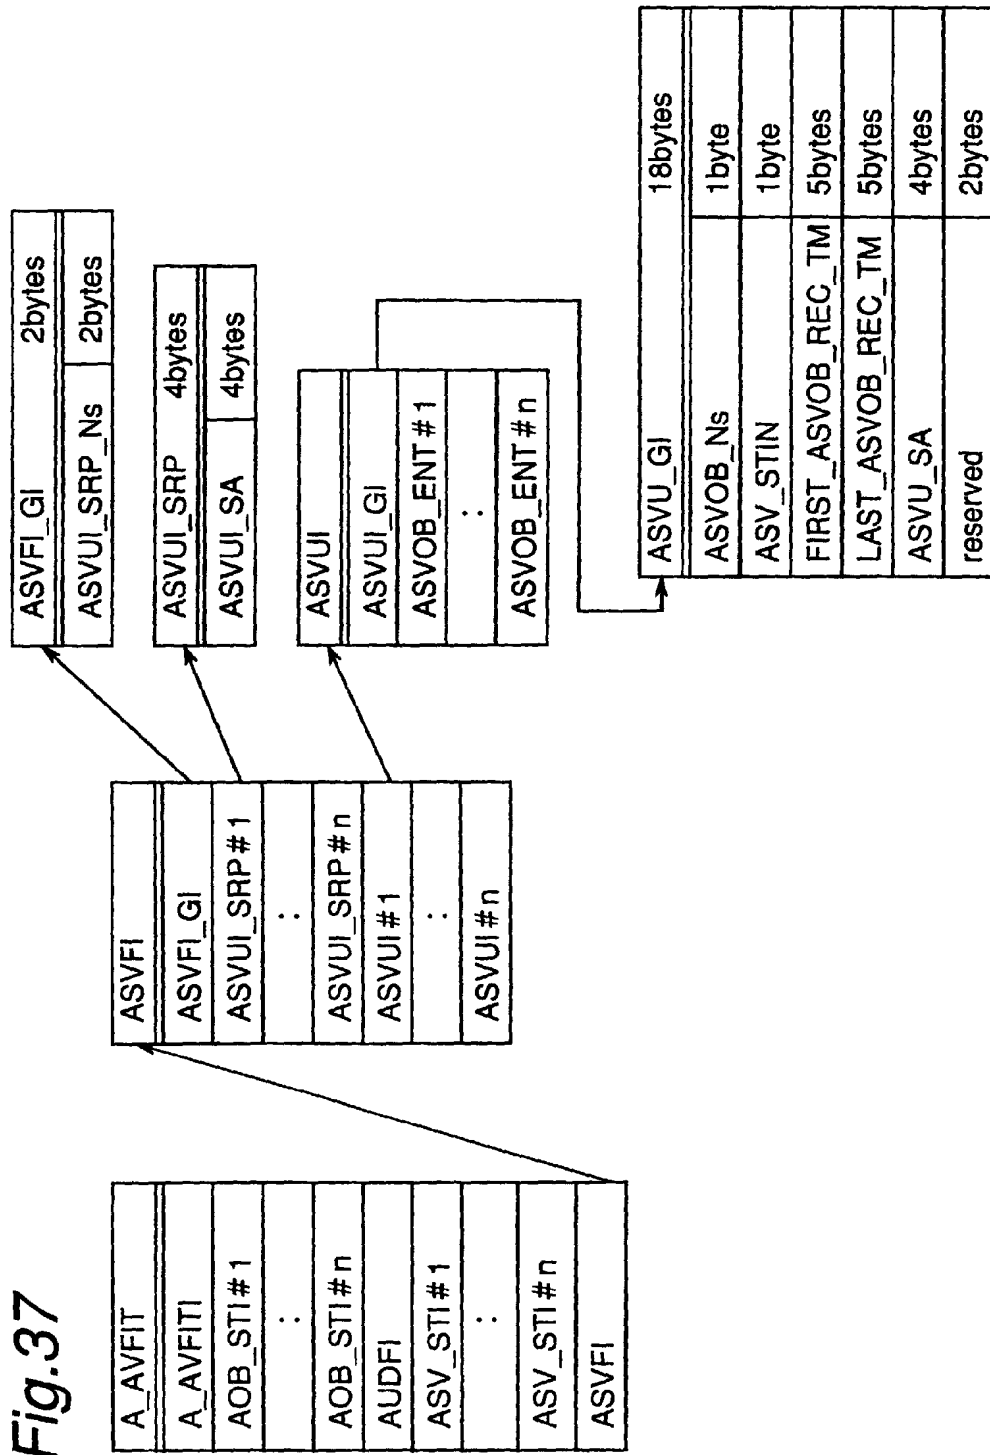 Fig.37
A_AVFIT
A_AVFITI
AOB_STI#1
:
AOB_STI#n
AUDFI
ASV_STI#1
:
ASV_STI#n
ASVFI
ASVFI
ASVFI_GI
ASVUI_SRP#1
:
ASVUI_SRP#n
ASVUI#1
:
ASVUI#n
ASVFI_GI 2bytes
ASVUI_SRP_Ns 2bytes
ASVUI_SRP 4bytes
ASVUI_SA 4bytes
ASVUI
ASVUI_GI
ASVOB_ENT#1
:
ASVOB_ENT#n
ASVU_GI 18bytes
ASVOB_Ns 1byte
ASV_STIN 1byte
FIRST_ASVOB_REC_TM 5bytes
LAST_ASVOB_REC_TM 5bytes
ASVU_SA 4bytes
reserved 2bytes